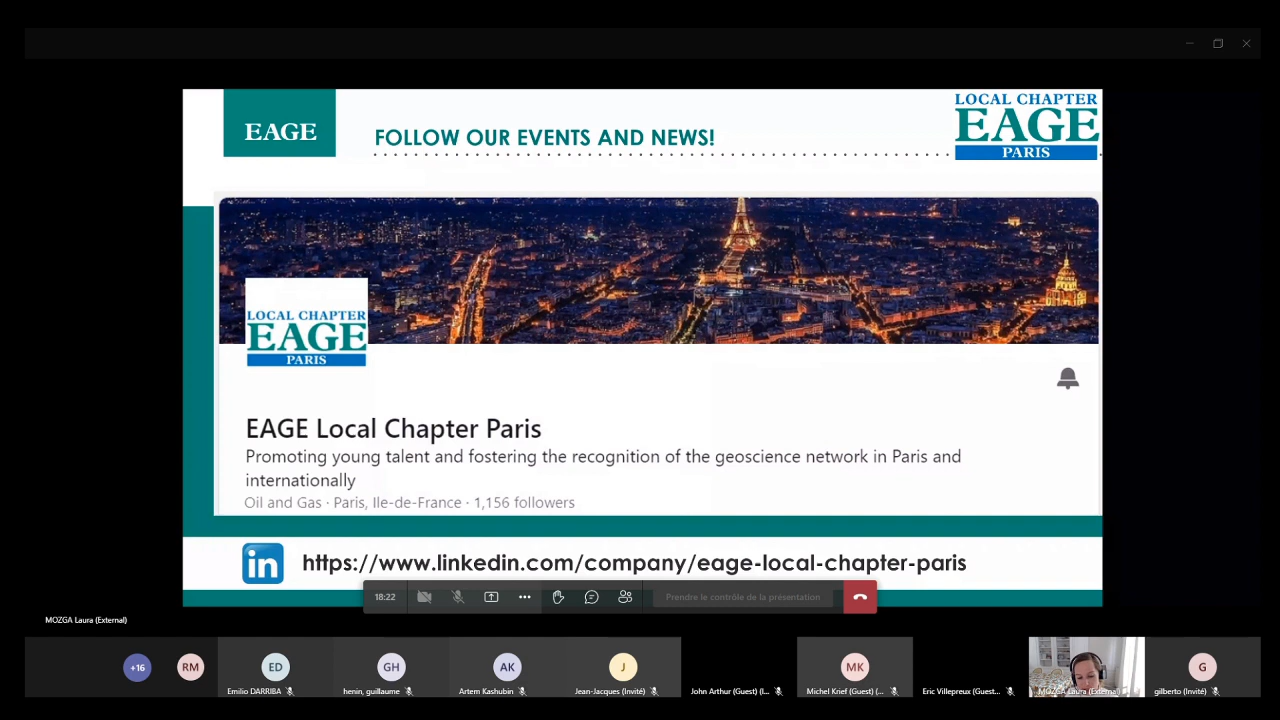 EAGE
FOLLOW OUR EVENTS AND NEWS!
LOCAL CHAPTER
EAGE
PARIS
LOCAL CHAPTER
EAGE
PARIS
EAGE Local Chapter Paris
Promoting young talent and fostering the recognition of the geoscience network in Paris and
internationally
Oil and Gas · Paris, Ile-de-France · 1,156 followers
in
https://www.linkedin.com/company/eage-local-chapter-paris
18:22
Prendre le contrôle de la présentation
MOZGA Laura (External)
+16
RM
ED
GH
AK
J
MK
G
Emilio DARRIBA
henin, guillaume
Artem Kashubin
Jean-Jacques (Invité)
John Arthur (Guest) (I...
Michel Krief (Guest) (...
Eric Villepreux (Guest...
MOZGA Laura (External)
gilberto (Invité)